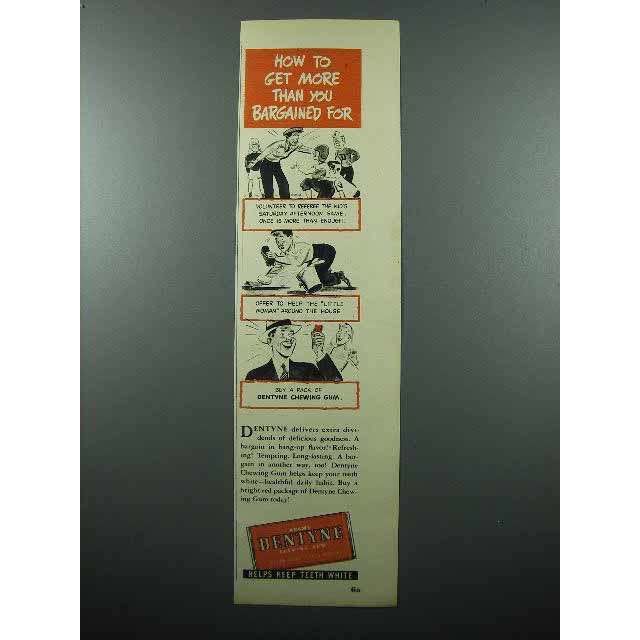 HOW TO
GET MORE
THAN YOU
BARGAINED FOR
VOLUNTEER TO REFEREE THE KID'S
SATURDAY AFTERNOON GAME.
ONCE IS MORE THAN ENOUGH!
OFFER TO HELP THE "LITTLE
WOMAN" AROUND THE HOUSE
BUY A PACK OF
DENTYNE CHEWING GUM.
DENTYNE delivers extra divi-
dends of delicious goodness. A
bargain in bang-up flavor! Refresh-
ing! Tempting. Long-lasting. A bar-
gain in another way, too! Dentyne
Chewing Gum helps keep your teeth
white—healthful daily habit. Buy a
bright red package of Dentyne Chew-
ing Gum today!
ADAMS
DENTYNE
CHEWING GUM
HELPS KEEP TEETH WHITE